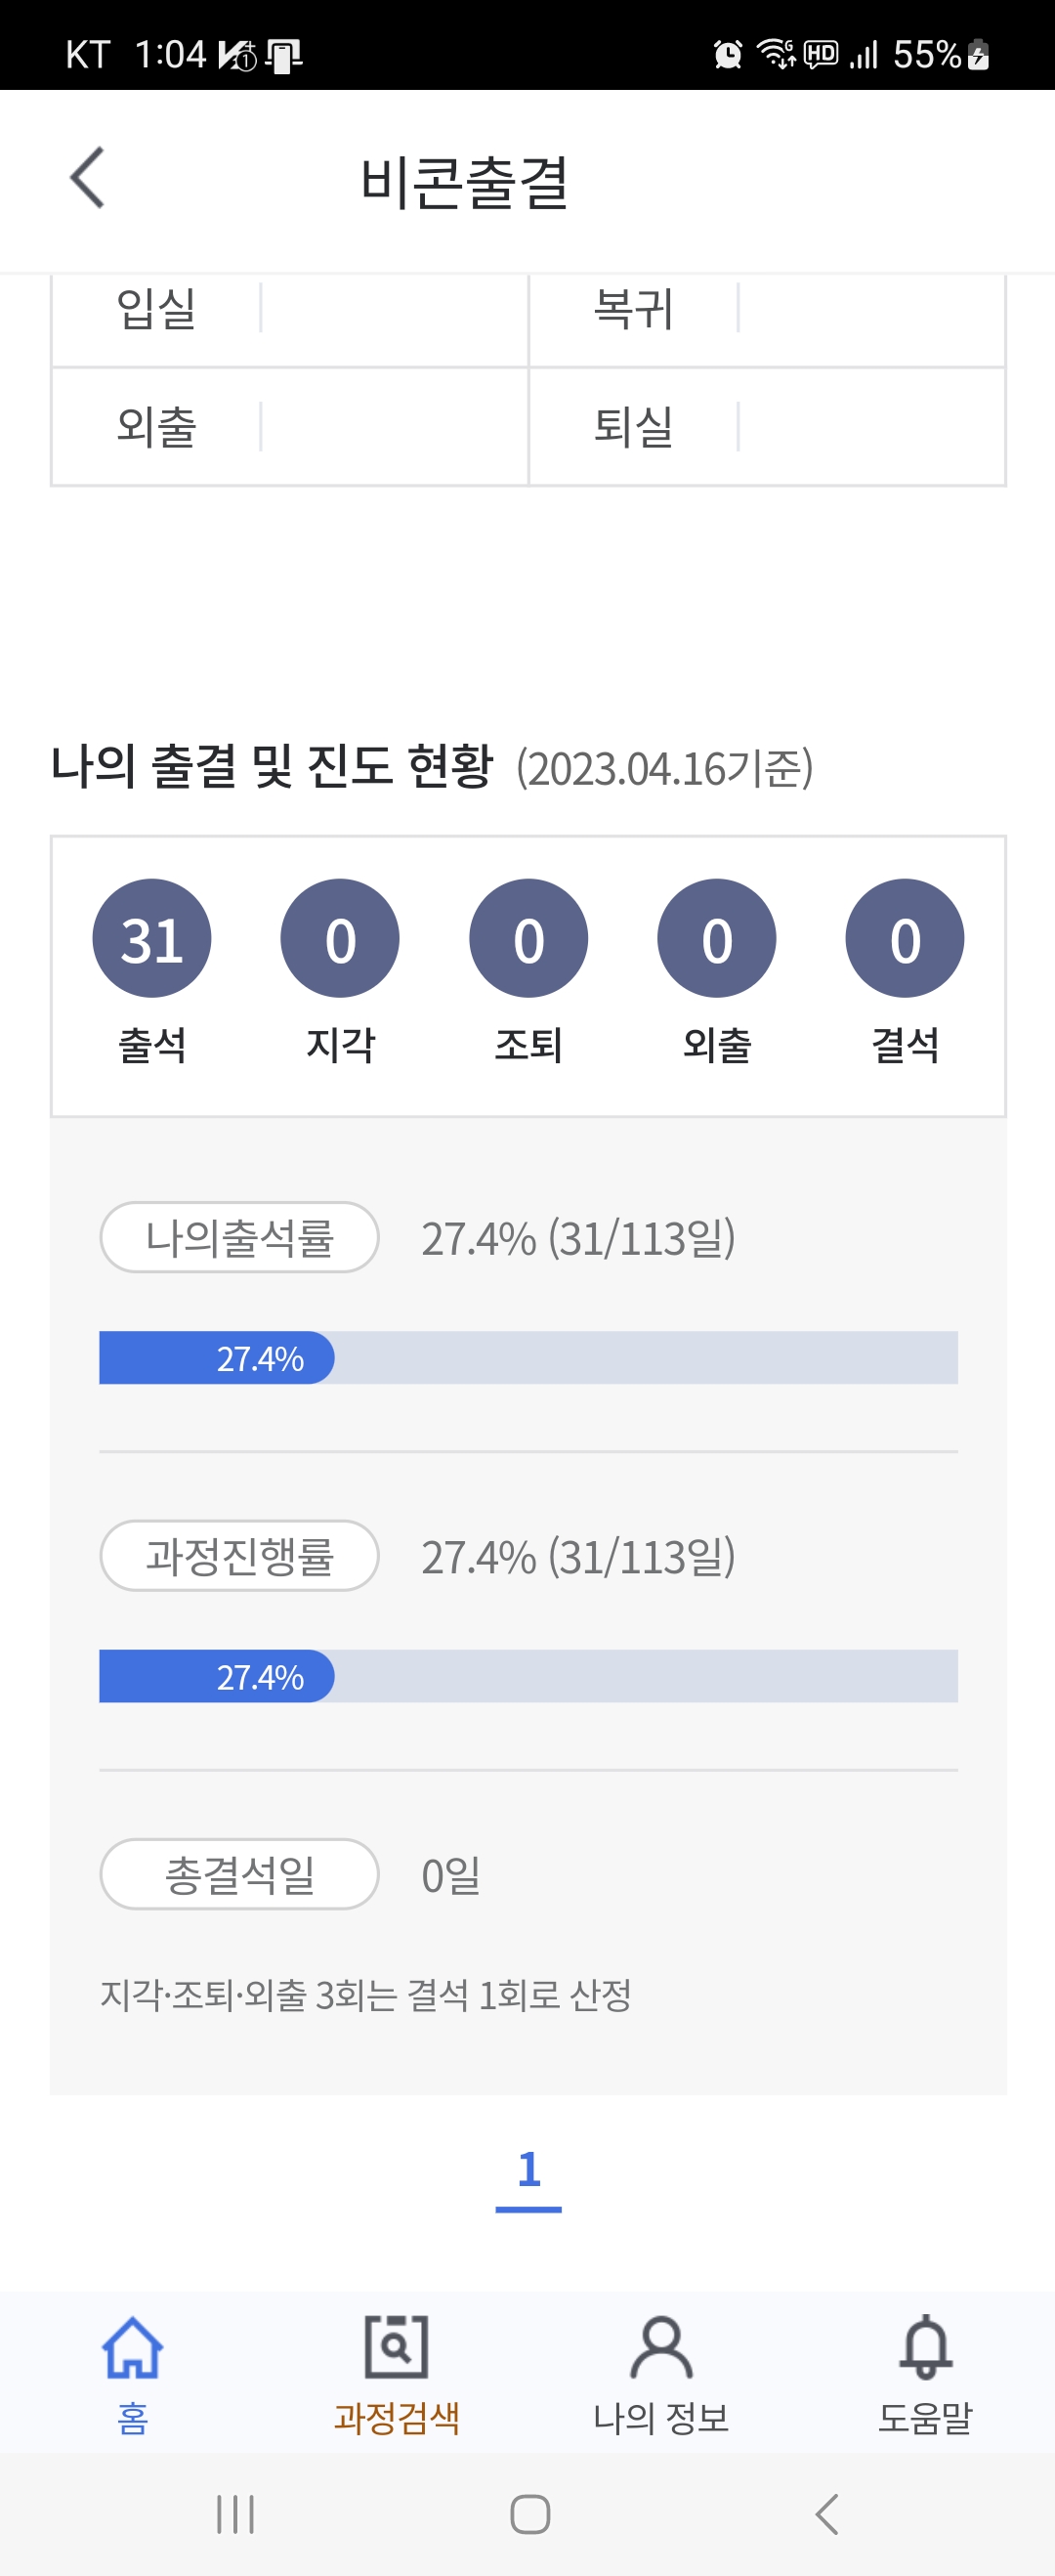 KT 1:04 55%
비콘출결
입실 복귀
외출 퇴실
나의 출결 및 진도 현황 (2023.04.16기준)
31 0 0 0 0
출석 지각 조퇴 외출 결석
나의출석률 27.4% (31/113일)
27.4%
과정진행률 27.4% (31/113일)
27.4%
총결석일 0일
지각·조퇴·외출 3회는 결석 1회로 산정
1
홈 과정검색 나의 정보 도움말